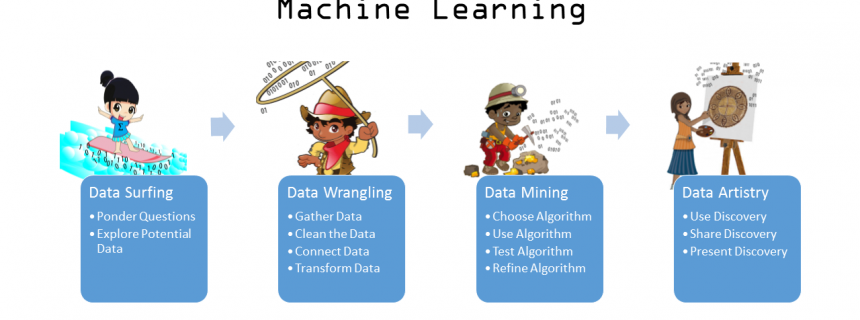 Machine Learning
Data Surfing
• Ponder Questions
• Explore Potential
Data
Data Wrangling
• Gather Data
• Clean the Data
• Connect Data
• Transform Data
Data Mining
• Choose Algorithm
• Use Algorithm
• Test Algorithm
• Refine Algorithm
Data Artistry
• Use Discovery
• Share Discovery
• Present Discovery